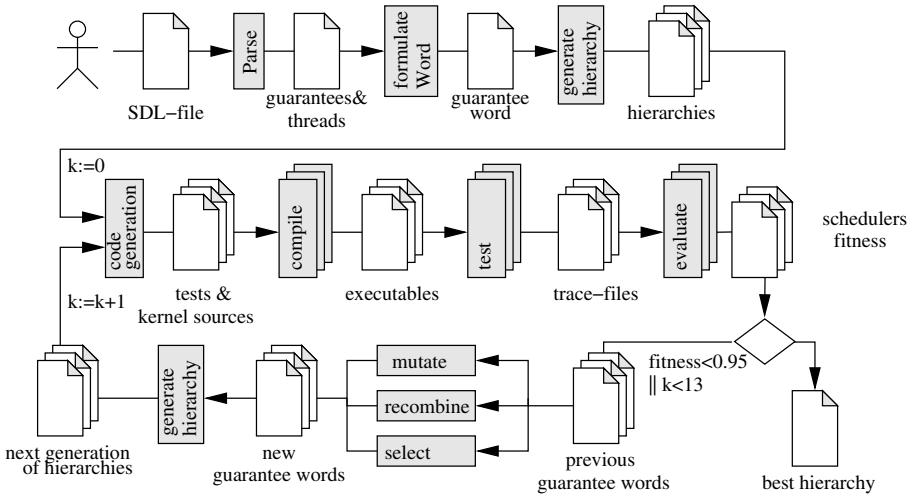 Parse
formulate
Word
generate
hierarchy
SDL−file
guarantees&
threads
guarantee
word
hierarchies
k:=0
code
generation
compile
test
evaluate
schedulers
fitness
tests &
kernel sources
executables
trace−files
k:=k+1
generate
hierarchy
mutate
recombine
select
fitness<0.95
|| k<13
next generation
of hierarchies
new
guarantee words
previous
guarantee words
best hierarchy